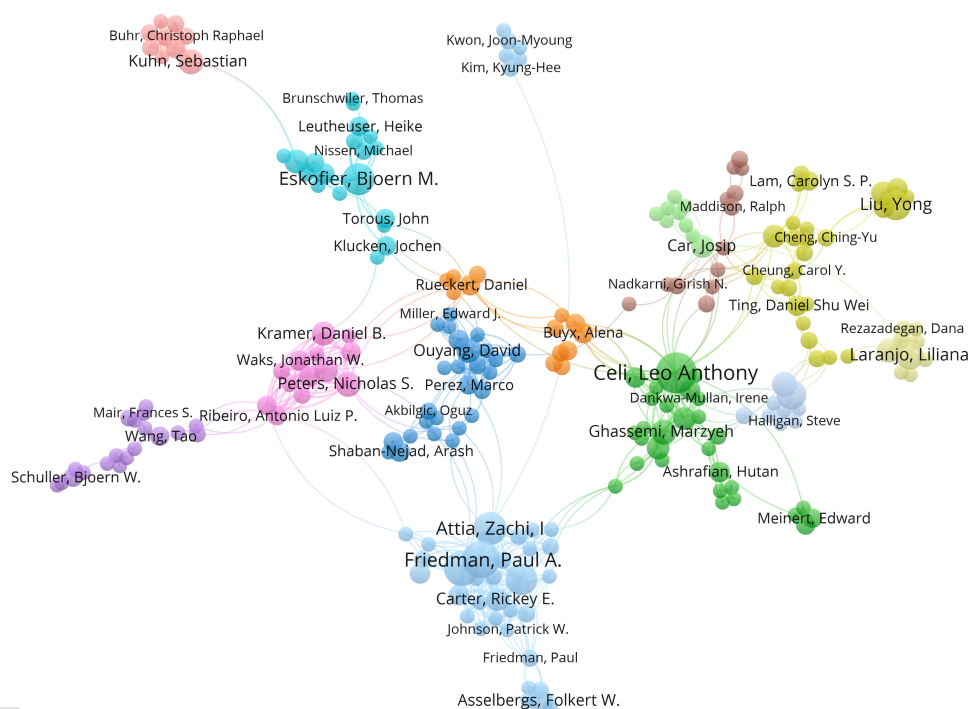 Buhr, Christoph Raphael
Kuhn, Sebastian
Kwon, Joon-Myoung
Kim, Kyung-Hee
Brunschwiler, Thomas
Leutheuser, Heike
Nissen, Michael
Eskofier, Bjoern M.
Torous, John
Klucken, Jochen
Lam, Carolyn S. P.
Liu, Yong
Maddison, Ralph
Car, Josip
Cheng, Ching-Yu
Cheung, Carol Y.
Nadkarni, Girish N.
Ting, Daniel Shu Wei
Rueckert, Daniel
Miller, Edward J.
Buyx, Alena
Rezazadegan, Dana
Laranjo, Liliana
Kramer, Daniel B.
Ouyang, David
Waks, Jonathan W.
Peters, Nicholas S.
Perez, Marco
Celi, Leo Anthony
Dankwa-Mullan, Irene
Halligan, Steve
Mair, Frances S.
Ribeiro, Antonio Luiz P.
Akbilgic, Oguz
Wang, Tao
Ghassemi, Marzyeh
Shaban-Nejad, Arash
Schuller, Bjoern W.
Ashrafian, Hutan
Meinert, Edward
Attia, Zachi, I
Friedman, Paul A.
Carter, Rickey E.
Johnson, Patrick W.
Friedman, Paul
Asselbergs, Folkert W.